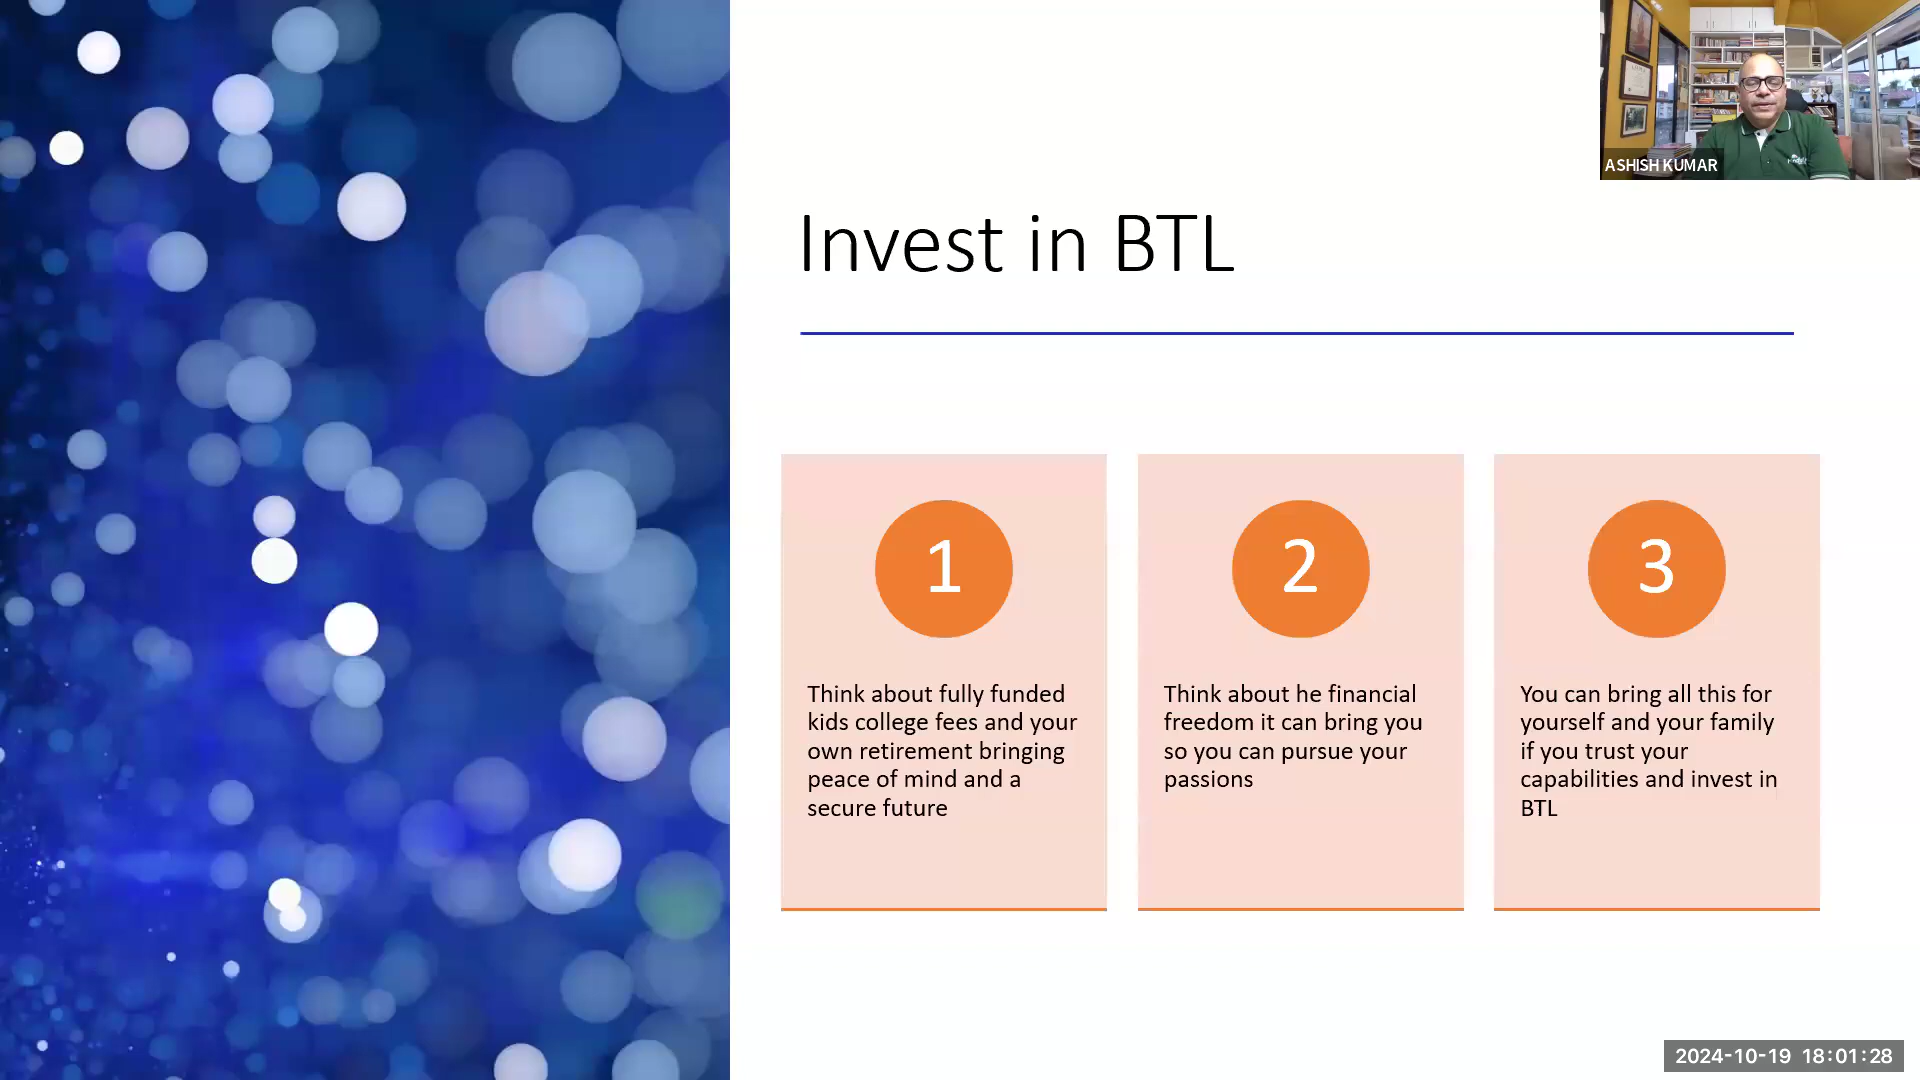 ASHISH KUMAR
Invest in BTL
1
Think about fully funded
kids college fees and your
own retirement bringing
peace of mind and a
secure future
2
Think about he financial
freedom it can bring you
so you can pursue your
passions
3
You can bring all this for
yourself and your family
if you trust your
capabilities and invest in
BTL
2024-10-19 18:01:28